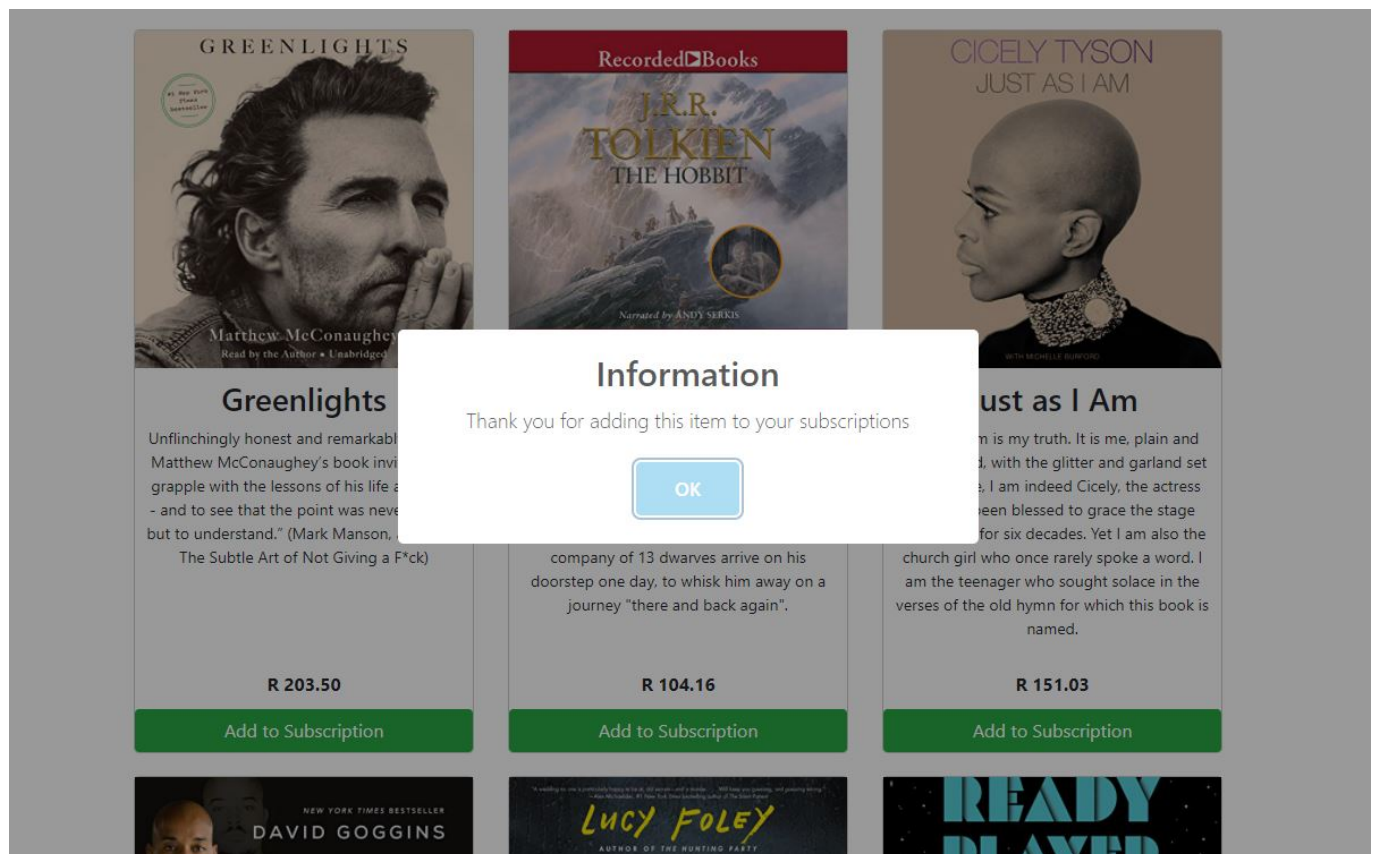 GREENLIGHTS
#1 New York
Times
bestseller
Matthew McConaughey
Read by the Author • Unabridged
Greenlights
Unflinchingly honest and remarkabl
Matthew McConaughey’s book invi
grapple with the lessons of his life a
- and to see that the point was neve
but to understand.” (Mark Manson,
The Subtle Art of Not Giving a F*ck)
R 203.50
Add to Subscription
Recorded Books
J.R.R.
TOLKIEN
THE HOBBIT
Narrated by ANDY SERKIS
company of 13 dwarves arrive on his
doorstep one day, to whisk him away on a
journey "there and back again".
R 104.16
Add to Subscription
CICELY TYSON
JUST AS I AM
WITH MICHELLE BURFORD
ust as I Am
m is my truth. It is me, plain and
, with the glitter and garland set
e, I am indeed Cicely, the actress
been blessed to grace the stage
for six decades. Yet I am also the
church girl who once rarely spoke a word. I
am the teenager who sought solace in the
verses of the old hymn for which this book is
named.
R 151.03
Add to Subscription
Information
Thank you for adding this item to your subscriptions
OK
NEW YORK TIMES BESTSELLER
DAVID GOGGINS
LUCY FOLEY
AUTHOR OF THE HUNTING PARTY
READY
PLAYER